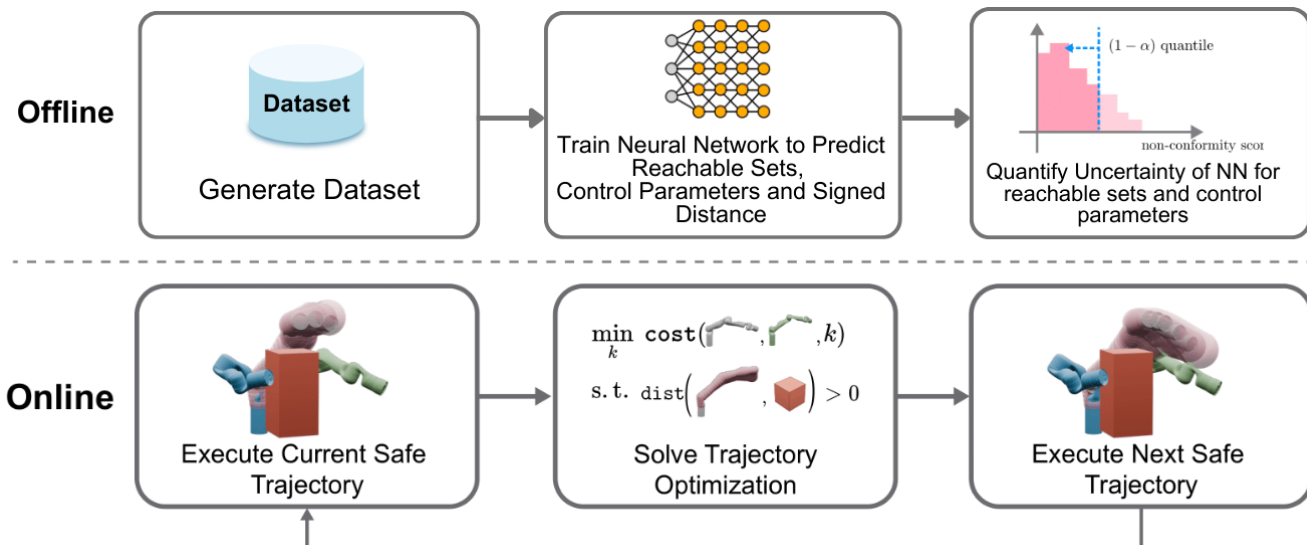 Offline
Dataset
Generate Dataset
Train Neural Network to Predict
Reachable Sets,
Control Parameters and Signed
Distance
(1 − α) quantile
non-conformity scor
Quantify Uncertainty of NN for
reachable sets and control
parameters
Online
Execute Current Safe
Trajectory
min cost( , , k)
k
s.t. dist( , ) > 0
Solve Trajectory
Optimization
Execute Next Safe
Trajectory